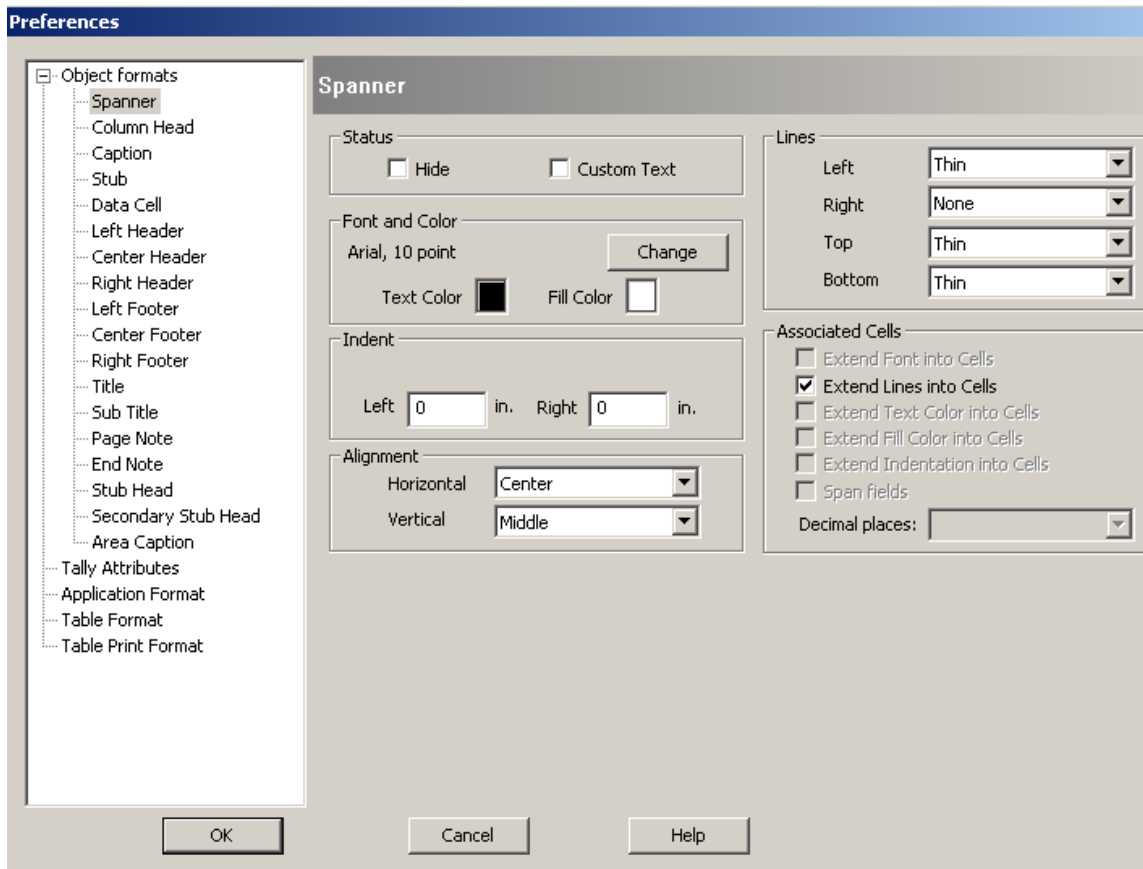 Preferences
Object formats
Spanner
Column Head
Caption
Stub
Data Cell
Left Header
Center Header
Right Header
Left Footer
Center Footer
Right Footer
Title
Sub Title
Page Note
End Note
Stub Head
Secondary Stub Head
Area Caption
Tally Attributes
Application Format
Table Format
Table Print Format
Spanner
Status
Hide Custom Text
Font and Color
Arial, 10 point Change
Text Color Fill Color
Indent
Left 0 in. Right 0 in.
Alignment
Horizontal Center
Vertical Middle
Lines
Left Thin
Right None
Top Thin
Bottom Thin
Associated Cells
Extend Font into Cells
Extend Lines into Cells
Extend Text Color into Cells
Extend Fill Color into Cells
Extend Indentation into Cells
Span fields
Decimal places:
OK Cancel Help